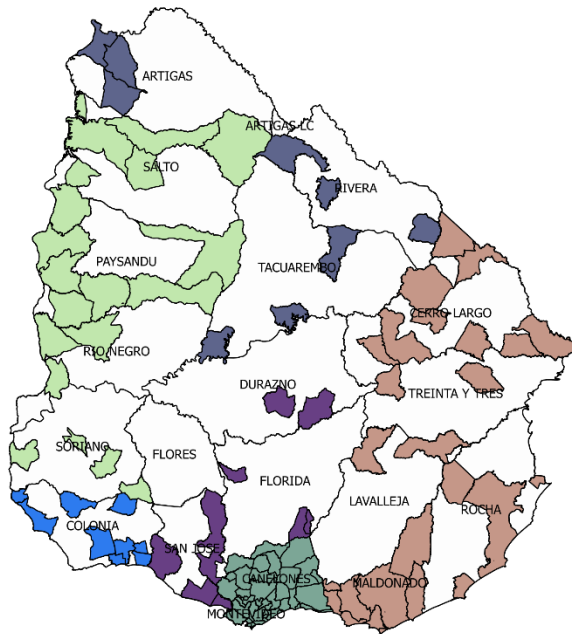 ARTIGAS
ARTIGAS-LC
SALTO
RIVERA
PAYSANDU
TACUAREMBO
CERRO LARGO
RIO NEGRO
DURAZNO
TREINTA Y TRES
SORIANO
FLORES
FLORIDA
LAVALLEJA
ROCHA
COLONIA
SAN JOSE
CANELONES
MALDONADO
MONTEVIDEO